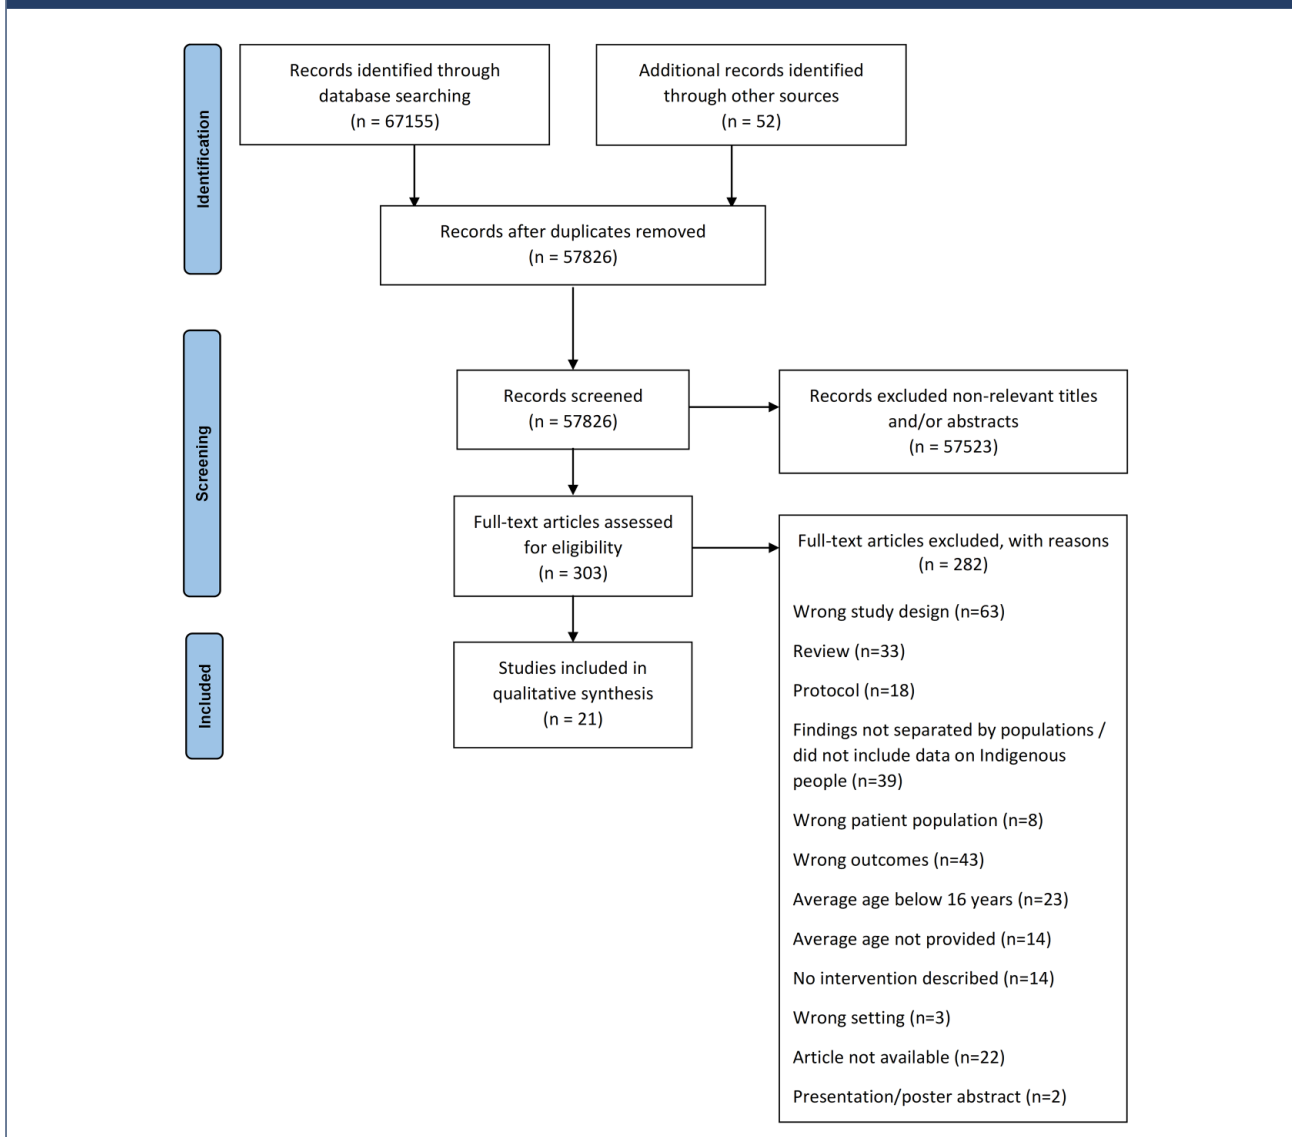 Identification
Records identified through
database searching
(n = 67155)
Additional records identified
through other sources
(n = 52)
Records after duplicates removed
(n = 57826)
Screening
Records screened
(n = 57826)
Records excluded non-relevant titles
and/or abstracts
(n = 57523)
Full-text articles assessed
for eligibility
(n = 303)
Full-text articles excluded, with reasons
(n = 282)
Wrong study design (n=63)
Review (n=33)
Protocol (n=18)
Findings not separated by populations /
did not include data on Indigenous
people (n=39)
Wrong patient population (n=8)
Wrong outcomes (n=43)
Average age below 16 years (n=23)
Average age not provided (n=14)
No intervention described (n=14)
Wrong setting (n=3)
Article not available (n=22)
Presentation/poster abstract (n=2)
Included
Studies included in
qualitative synthesis
(n = 21)